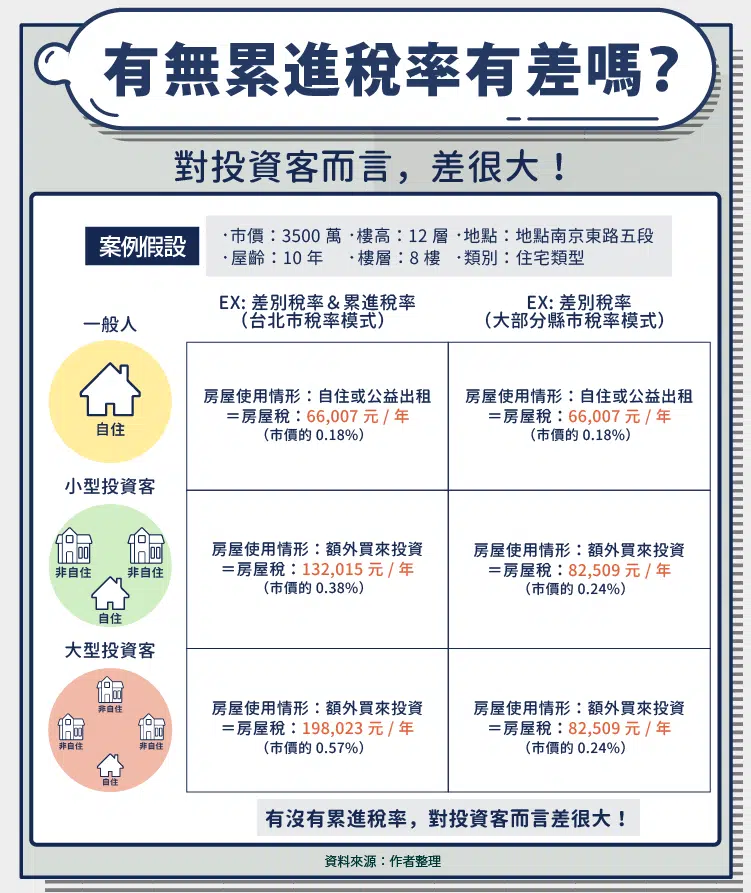 有無累進稅率有差嗎?
對投資客而言，差很大！
案例假設
·市價：3500 萬 ·樓高：12 層 ·地點：地點南京東路五段
·屋齡：10 年 ·樓層：8 樓 ·類別：住宅類型
EX: 差別稅率＆累進稅率
（台北市稅率模式）
EX: 差別稅率
（大部分縣市稅率模式）
一般人
自住
房屋使用情形：自住或公益出租
＝房屋稅：66,007 元 / 年
（市價的 0.18%）
房屋使用情形：自住或公益出租
＝房屋稅：66,007 元 / 年
（市價的 0.18%）
小型投資客
非自住
非自住
自住
房屋使用情形：額外買來投資
＝房屋稅：132,015 元 / 年
（市價的 0.38%）
房屋使用情形：額外買來投資
＝房屋稅：82,509 元 / 年
（市價的 0.24%）
大型投資客
非自住
非自住
非自住
自住
房屋使用情形：額外買來投資
＝房屋稅：198,023 元 / 年
（市價的 0.57%）
房屋使用情形：額外買來投資
＝房屋稅：82,509 元 / 年
（市價的 0.24%）
有沒有累進稅率，對投資客而言差很大！
資料來源：作者整理